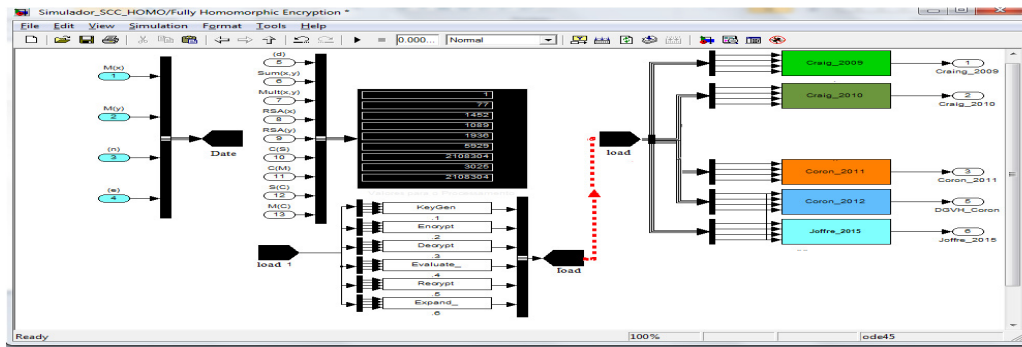 Simulador_SCC_HOMO/Fully Homomorphic Encryption *
File Edit View Simulation Format Tools Help
0.000... Normal
M(x)
1
M(y)
2
(n)
3
(e)
4
Date
(d)
5
Sum(x,y)
6
Mult(x,y)
7
RSA(x)
8
RSA(y)
9
C(S)
10
C(M)
11
S(C)
12
M(C)
13
1
77
1452
1089
1936
5929
2108304
3025
2108304
load 1
KeyGen
.1
Encrypt
.2
Decrypt
.3
Evaluate_
.4
Recrypt
.5
Expand_
.6
load
load
Craig_2009
1
Craing_2009
Craig_2010
2
Craig_2010
Coron_2011
3
Coron_2011
Coron_2012
5
DGVH_Coron
Joffre_2015
6
Joffre_2015
Ready 100% ode45